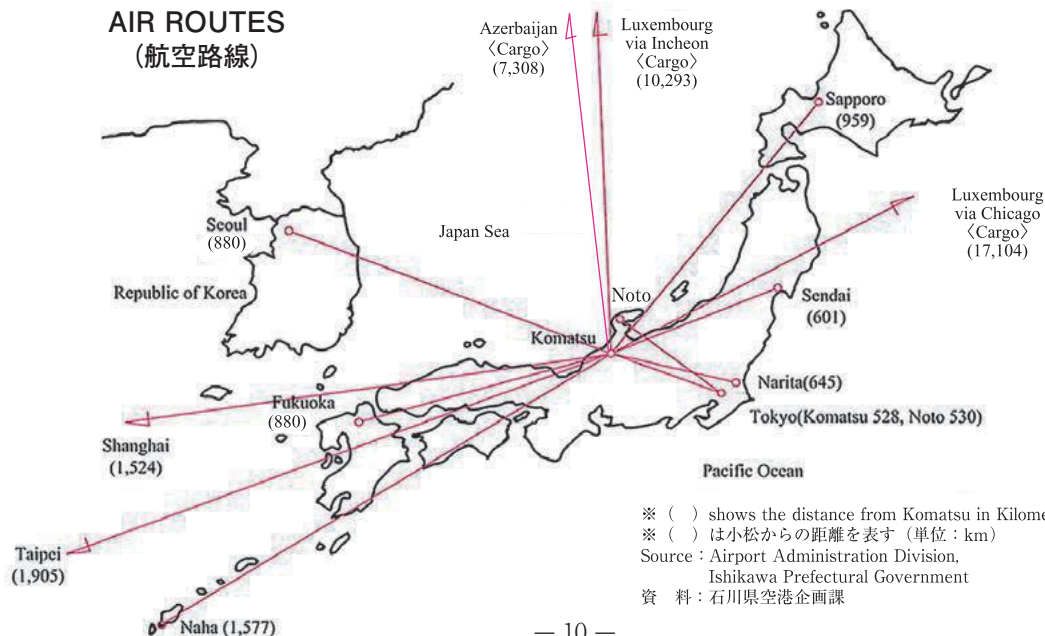 AIR ROUTES
(航空路線)
Azerbaijan
〈Cargo〉
(7,308)
Luxembourg
via Incheon
〈Cargo〉
(10,293)
Sapporo
(959)
Luxembourg
via Chicago
〈Cargo〉
(17,104)
Seoul
(880)
Japan Sea
Republic of Korea
Noto
Komatsu
Sendai
(601)
Narita(645)
Tokyo(Komatsu 528, Noto 530)
Fukuoka
(880)
Shanghai
(1,524)
Pacific Ocean
Taipei
(1,905)
Naha (1,577)
※ (　) shows the distance from Komatsu in Kilome
※ (　) は小松からの距離を表す (単位：km)
Source : Airport Administration Division,
Ishikawa Prefectural Government
資　料：石川県空港企画課
— 10 —